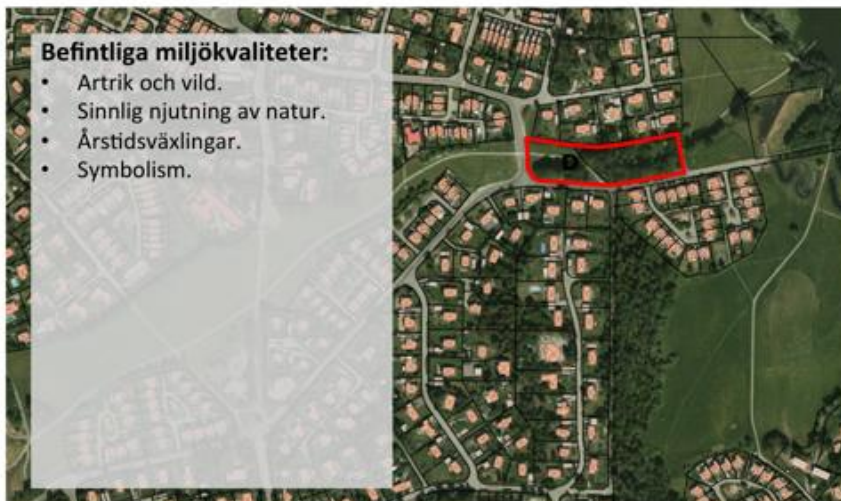 Befintliga miljökvaliteter:
• Artrik och vild.
• Sinnlig njutning av natur.
• Årstidsväxlingar.
• Symbolism.
D